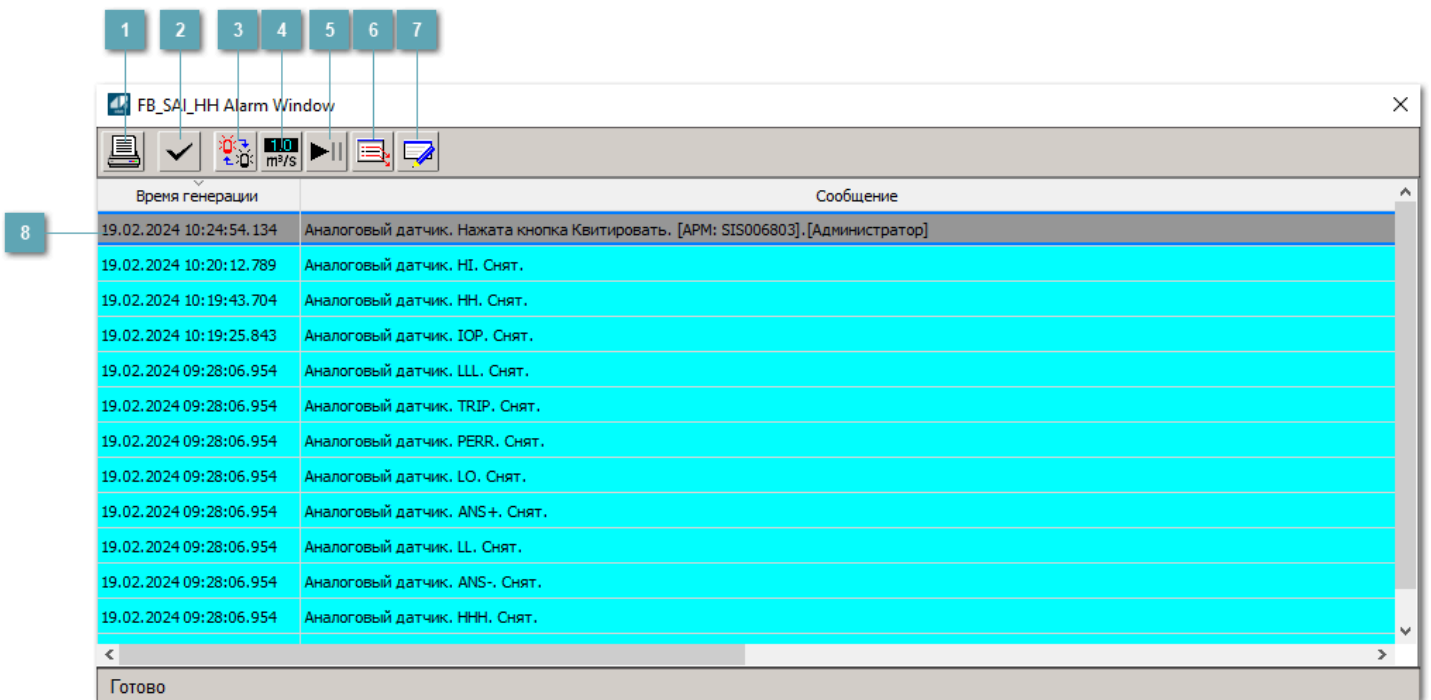 1 2 3 4 5 6 7
FB_SAI_HH Alarm Window
1.0
m³/s
Время генерации Сообщение
8
19.02.2024 10:24:54.134 Аналоговый датчик. Нажата кнопка Квитировать. [АРМ: SIS006803].[Администратор]
19.02.2024 10:20:12.789 Аналоговый датчик. HI. Снят.
19.02.2024 10:19:43.704 Аналоговый датчик. HH. Снят.
19.02.2024 10:19:25.843 Аналоговый датчик. IOP. Снят.
19.02.2024 09:28:06.954 Аналоговый датчик. LLL. Снят.
19.02.2024 09:28:06.954 Аналоговый датчик. TRIP. Снят.
19.02.2024 09:28:06.954 Аналоговый датчик. PERR. Снят.
19.02.2024 09:28:06.954 Аналоговый датчик. LO. Снят.
19.02.2024 09:28:06.954 Аналоговый датчик. ANS+. Снят.
19.02.2024 09:28:06.954 Аналоговый датчик. LL. Снят.
19.02.2024 09:28:06.954 Аналоговый датчик. ANS-. Снят.
19.02.2024 09:28:06.954 Аналоговый датчик. HHH. Снят.
Готово